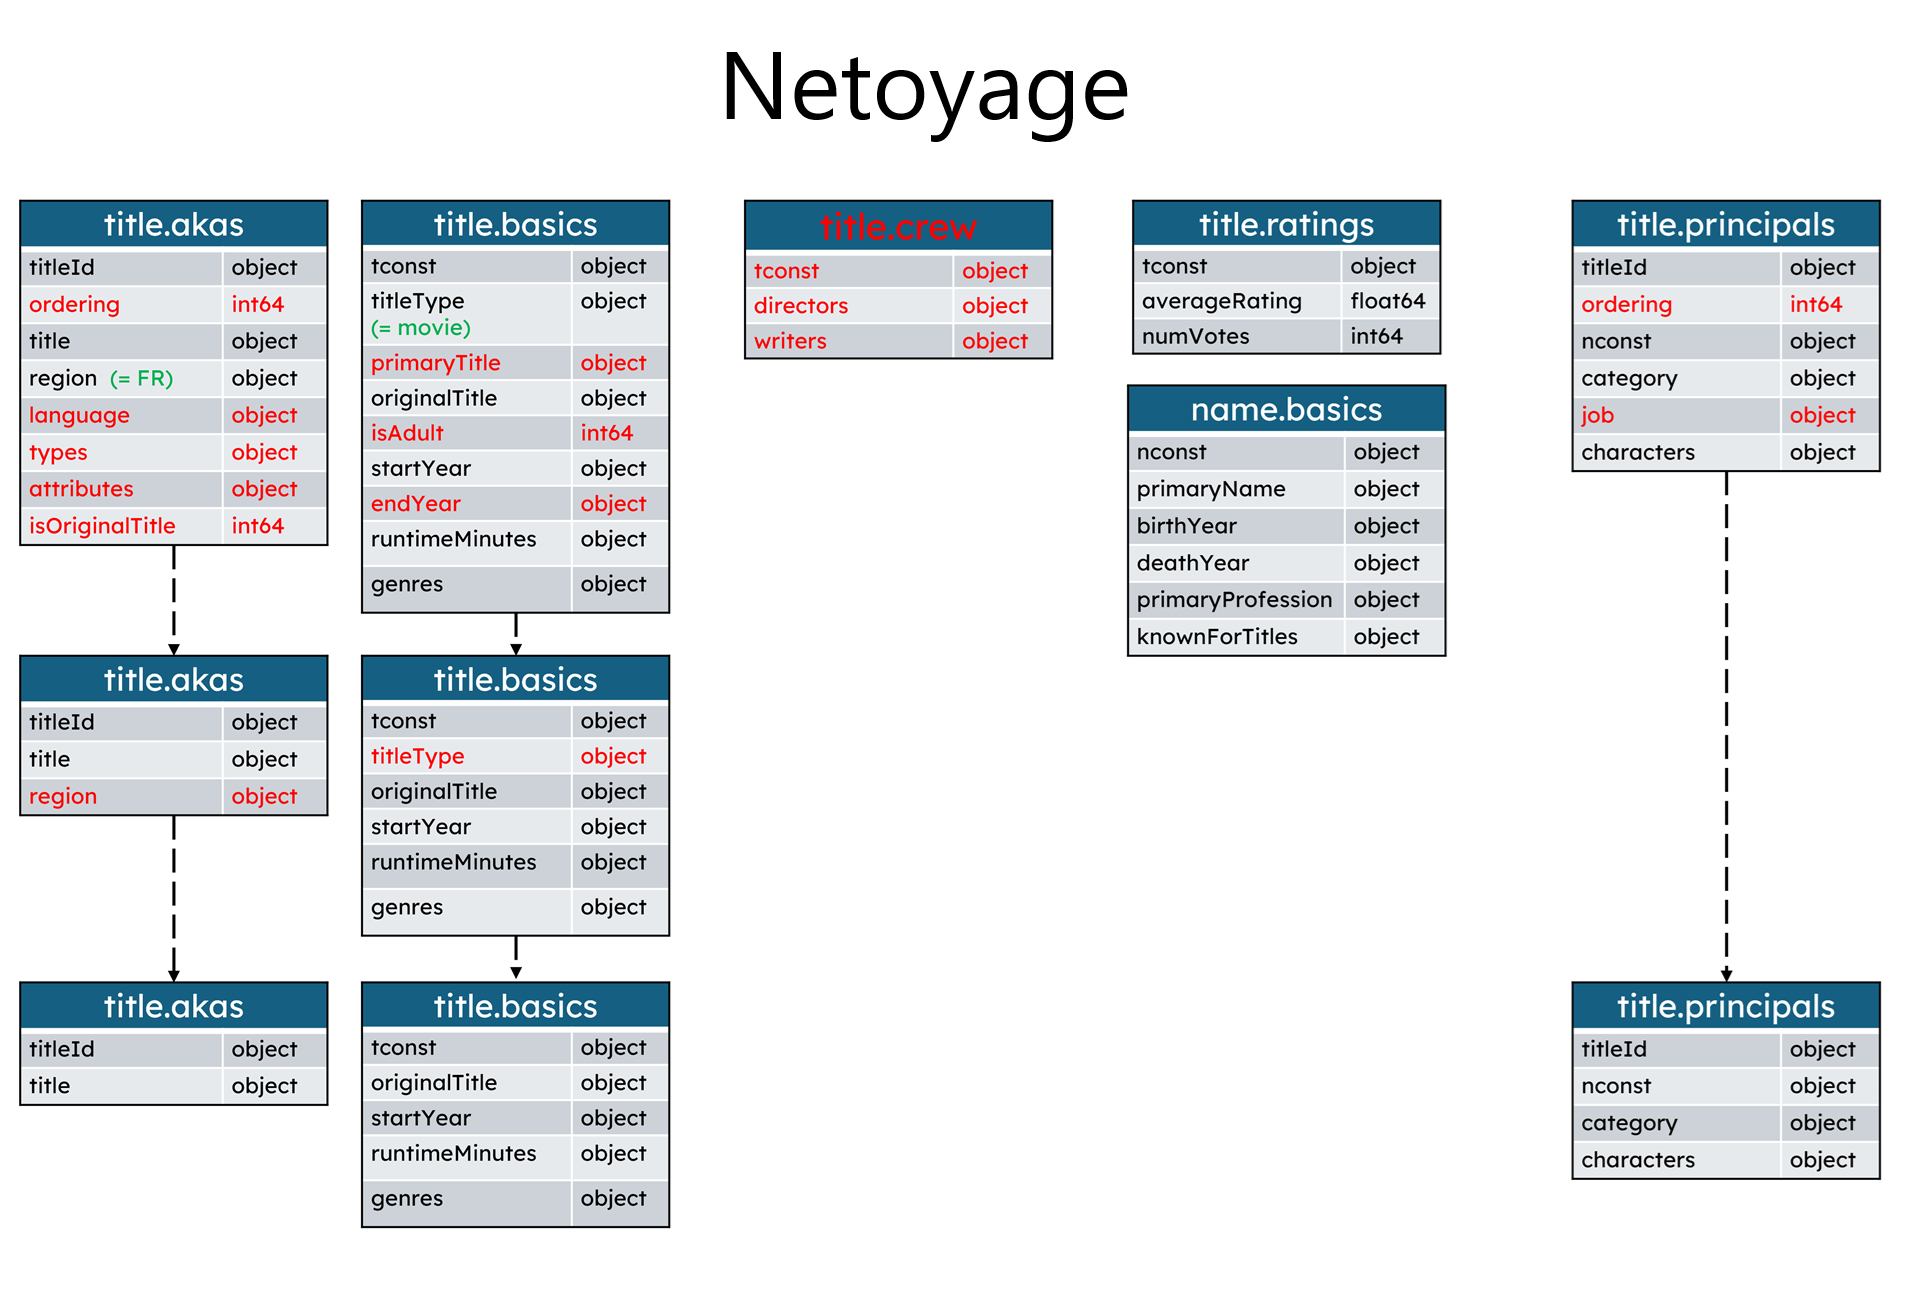 Netoyage
title.akas
titleId object
ordering int64
title object
region (= FR) object
language object
types object
attributes object
isOriginalTitle int64
title.basics
tconst object
titleType object
(= movie)
primaryTitle object
originalTitle object
isAdult int64
startYear object
endYear object
runtimeMinutes object
genres object
title.crew
tconst object
directors object
writers object
title.ratings
tconst object
averageRating float64
numVotes int64
name.basics
nconst object
primaryName object
birthYear object
deathYear object
primaryProfession object
knownForTitles object
title.principals
titleId object
ordering int64
nconst object
category object
job object
characters object
title.akas
titleId object
title object
region object
title.basics
tconst object
titleType object
originalTitle object
startYear object
runtimeMinutes object
genres object
title.akas
titleId object
title object
title.basics
tconst object
originalTitle object
startYear object
runtimeMinutes object
genres object
title.principals
titleId object
nconst object
category object
characters object